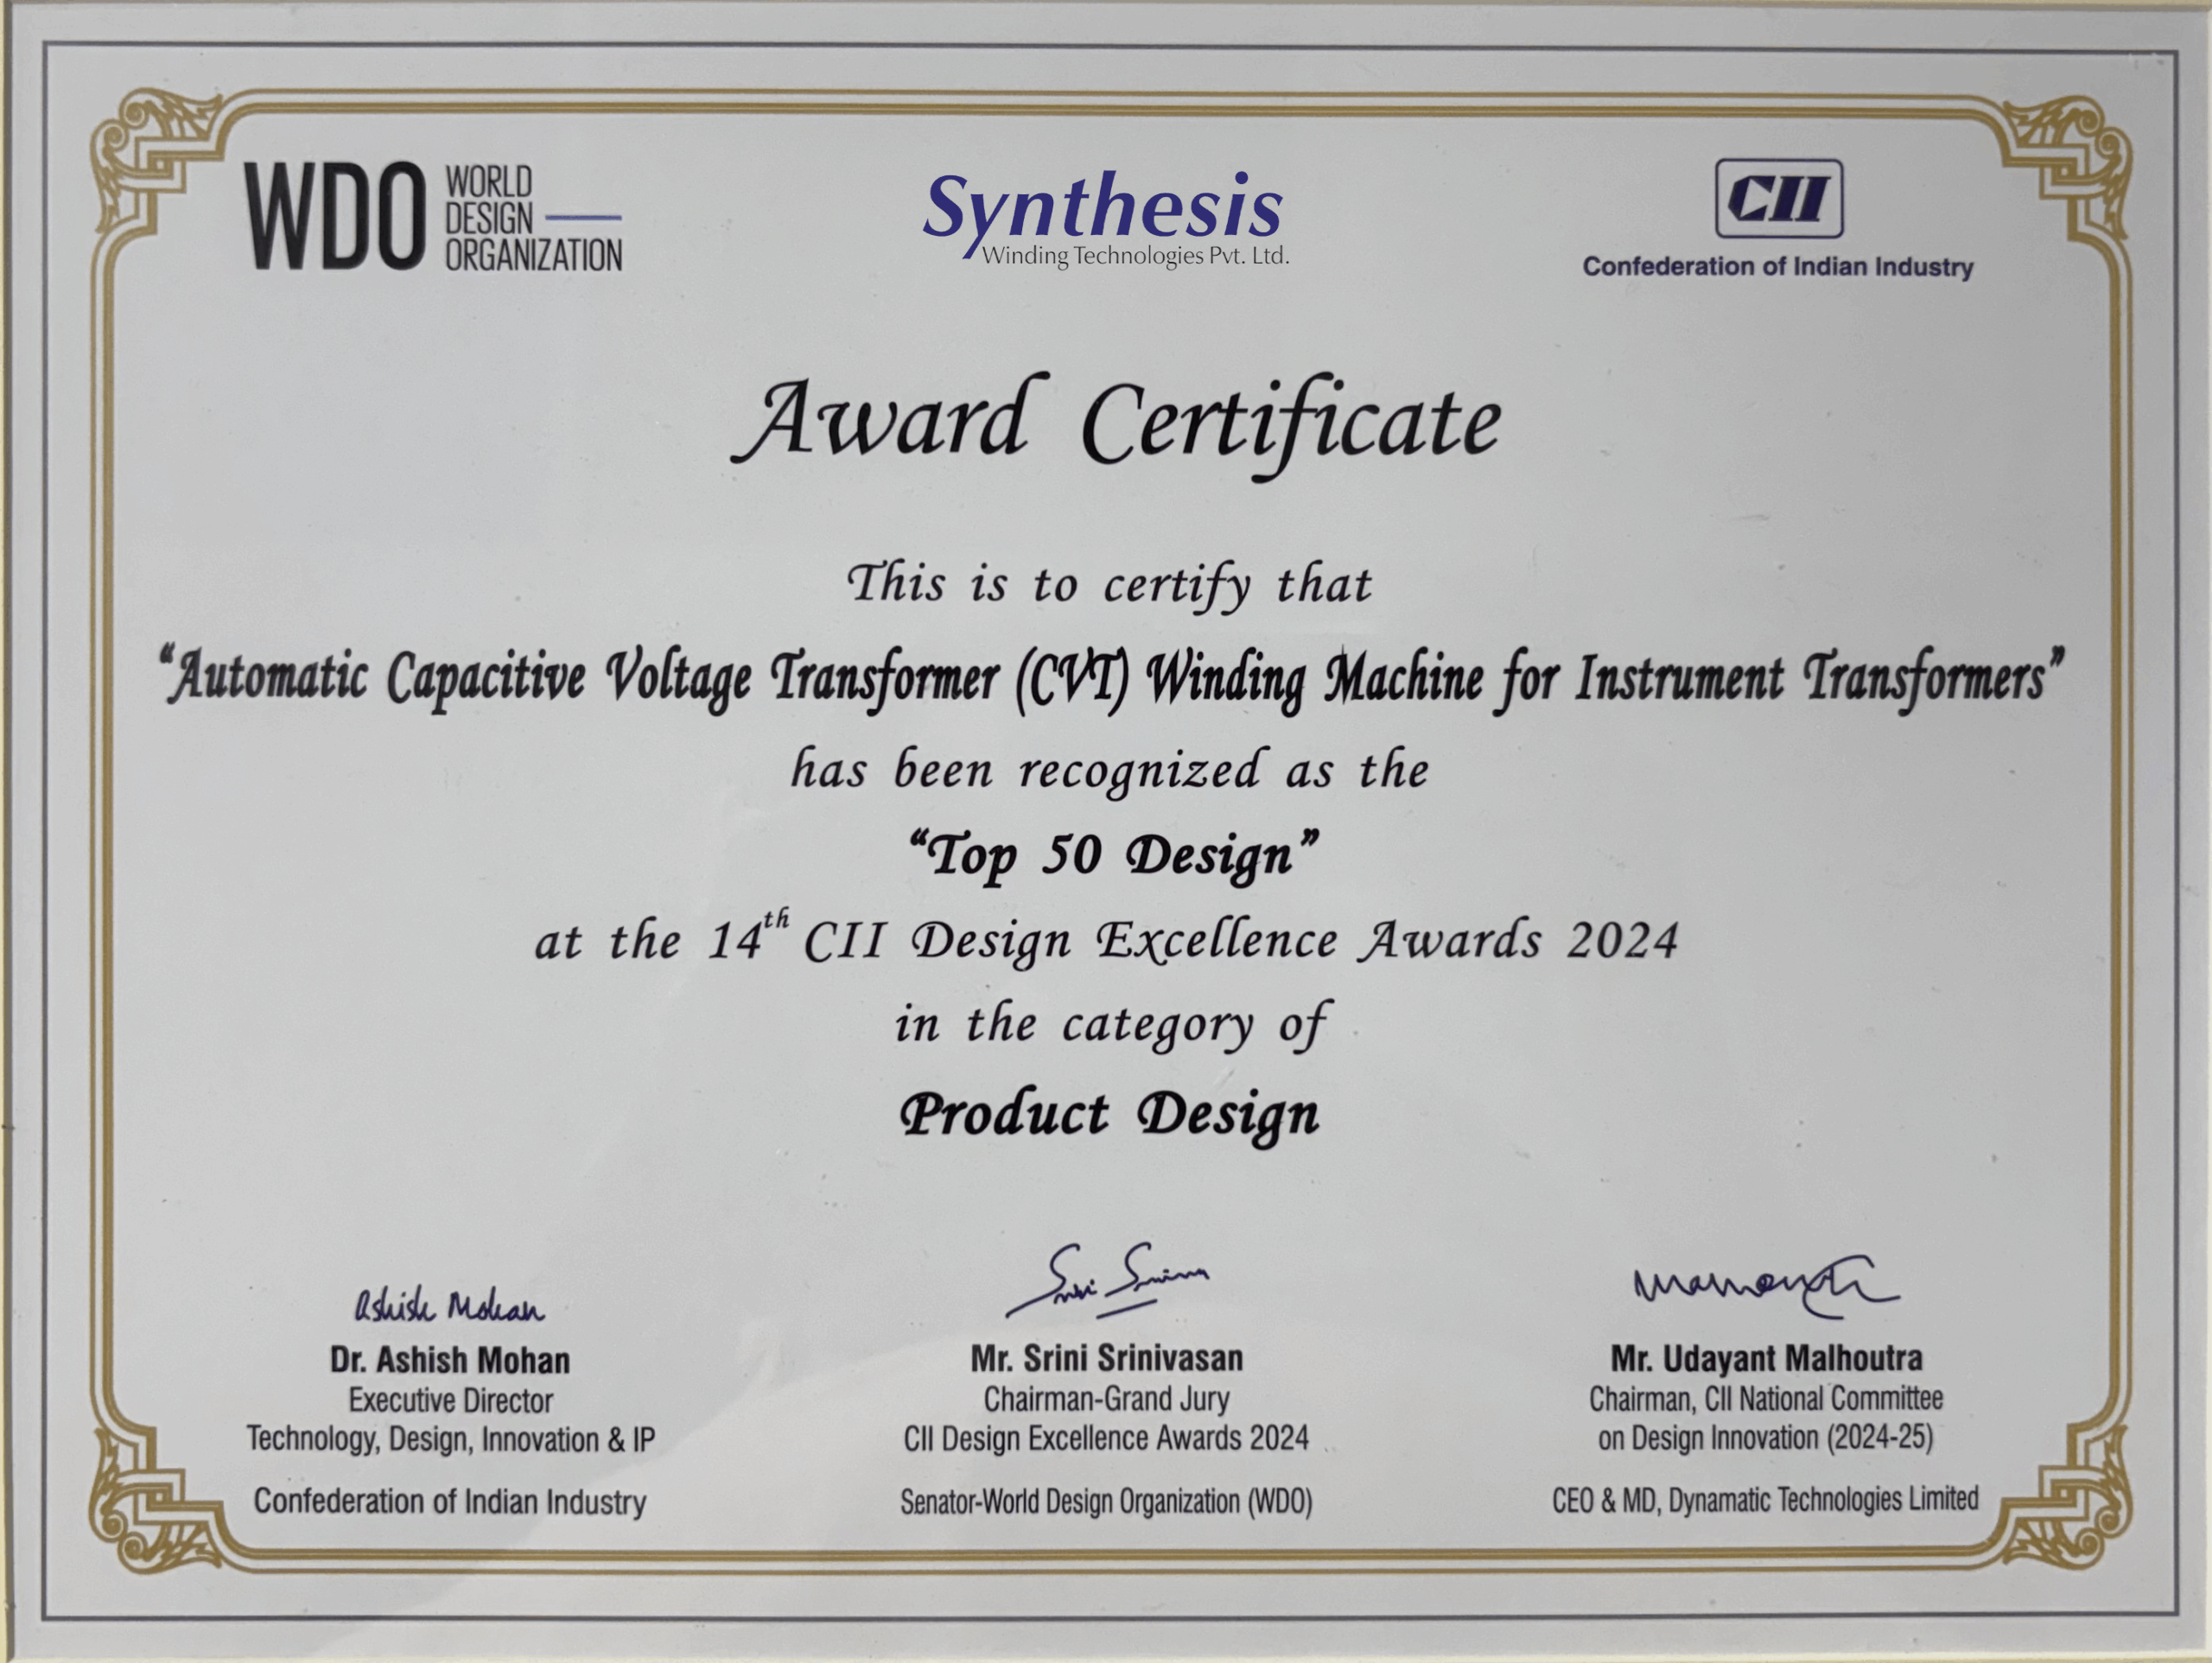 WDO WORLD
DESIGN
ORGANIZATION
Synthesis
Winding Technologies Pvt. Ltd.
CII
Confederation of Indian Industry
Award Certificate
This is to certify that
“Automatic Capacitive Voltage Transformer (CVT) Winding Machine for Instrument Transformers”
has been recognized as the
“Top 50 Design”
at the 14th CII Design Excellence Awards 2024
in the category of
Product Design
Ashish Mohan
Dr. Ashish Mohan
Executive Director
Technology, Design, Innovation & IP
Confederation of Indian Industry
Mr. Srini Srinivasan
Chairman-Grand Jury
CII Design Excellence Awards 2024
Senator-World Design Organization (WDO)
Mr. Udayant Malhoutra
Chairman, CII National Committee
on Design Innovation (2024-25)
CEO & MD, Dynamatic Technologies Limited